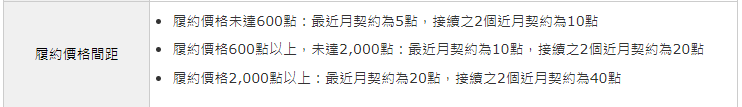 履約價格間距
履約價格未達600點：最近月契約為5點，接續之2個近月契約為10點
履約價格600點以上，未達2,000點：最近月契約為10點，接續之2個近月契約為20點
履約價格2,000點以上：最近月契約為20點，接續之2個近月契約為40點